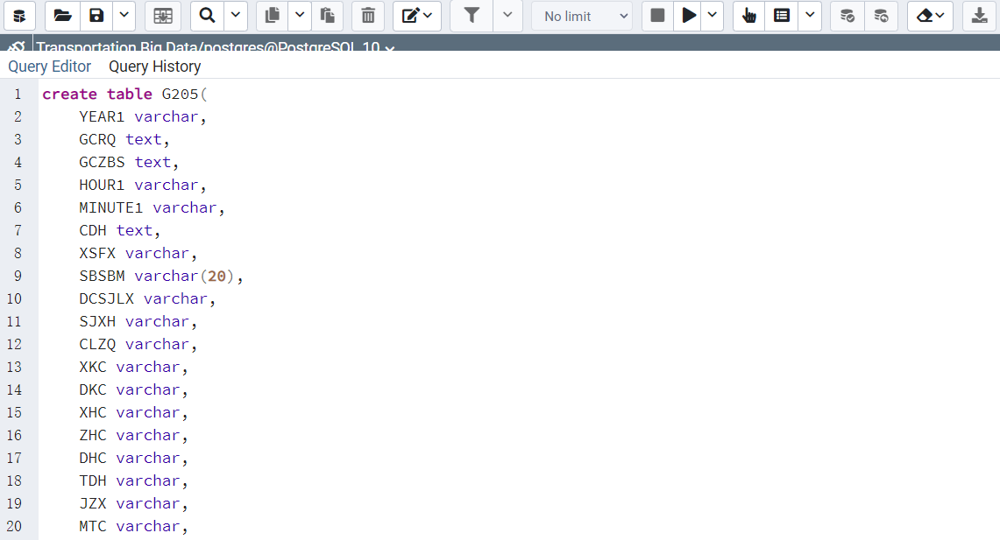 No limit
Transportation Big Data/postgres@PostgreSQL 10
Query Editor Query History
1 create table G205(
2 YEAR1 varchar,
3 GCRQ text,
4 GCZBS text,
5 HOUR1 varchar,
6 MINUTE1 varchar,
7 CDH text,
8 XSFX varchar,
9 SBSBM varchar(20),
10 DCSJLX varchar,
11 SJXH varchar,
12 CLZQ varchar,
13 XKC varchar,
14 DKC varchar,
15 XHC varchar,
16 ZHC varchar,
17 DHC varchar,
18 TDH varchar,
19 JZX varchar,
20 MTC varchar,